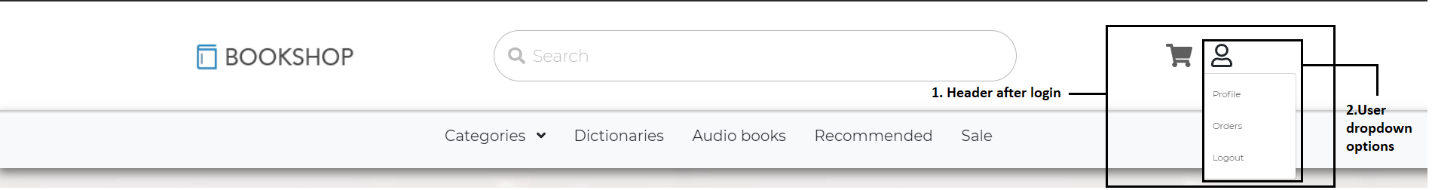 BOOKSHOP
Search
1. Header after login
Profile
Orders
Logout
2.User
dropdown
options
Categories
Dictionaries
Audio books
Recommended
Sale